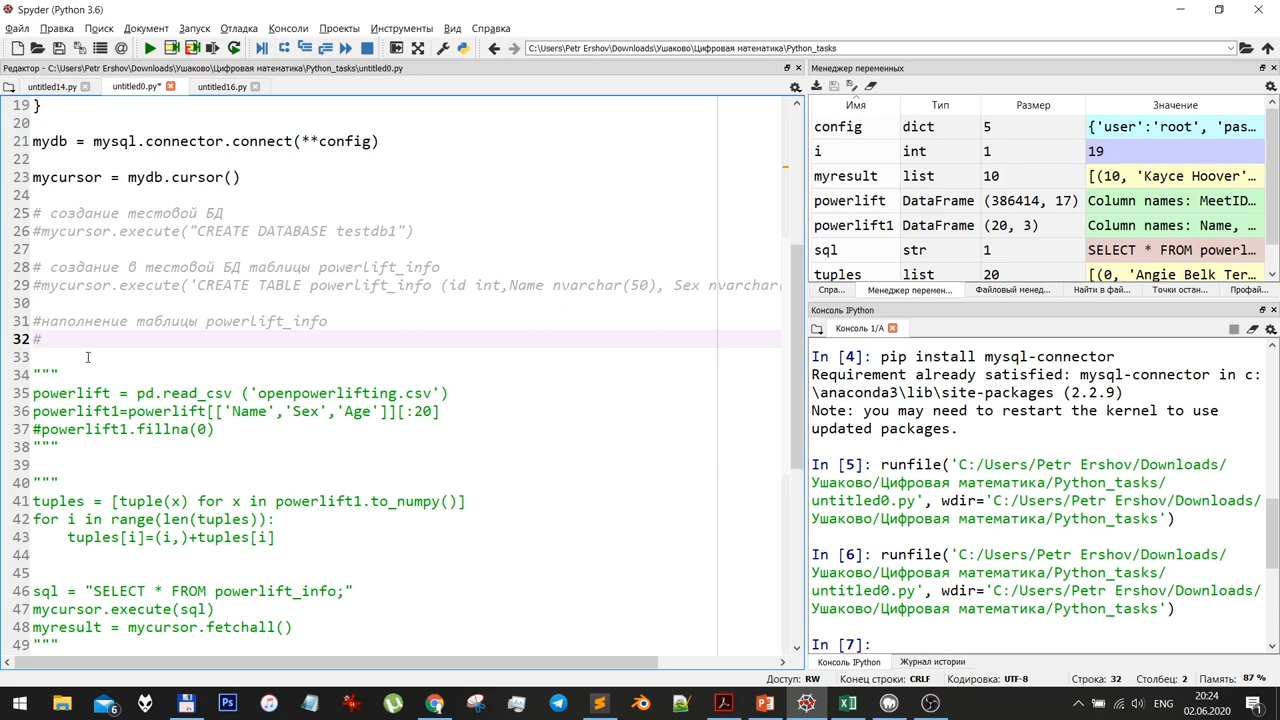 Spyder (Python 3.6)
Файл Правка Поиск Документ Запуск Отладка Консоли Проекты Инструменты Вид Справка
C:\Users\Petr Ershov\Downloads\Ушаково\Цифровая математика\Python_tasks
Редактор - C:\Users\Petr Ershov\Downloads\Ушаково\Цифровая математика\Python_tasks\untitled0.py
untitled14.py untitled0.py* untitled16.py
19 }
20
21 mydb = mysql.connector.connect(**config)
22
23 mycursor = mydb.cursor()
24
25 # создание тестовой БД
26 #mycursor.execute("CREATE DATABASE testdb1")
27
28 # создание в тестовой БД таблицы powerlift_info
29 #mycursor.execute('CREATE TABLE powerlift_info (id int,Name nvarchar(50), Sex nvarchar(
30
31 #наполнение таблицы powerlift_info
32 #
33
34 """
35 powerlift = pd.read_csv ('openpowerlifting.csv')
36 powerlift1=powerlift[['Name','Sex','Age']][:20]
37 #powerlift1.fillna(0)
38 """
39
40 """
41 tuples = [tuple(x) for x in powerlift1.to_numpy()]
42 for i in range(len(tuples)):
43 tuples[i]=(i,)+tuples[i]
44
45
46 sql = "SELECT * FROM powerlift_info;"
47 mycursor.execute(sql)
48 myresult = mycursor.fetchall()
49 """
Менеджер переменных
Имя Тип Размер Значение
config dict 5 {'user':'root', 'pas…
i int 1 19
myresult list 10 [(10, 'Kayce Hoover'…
powerlift DataFrame (386414, 17) Column names: MeetID…
powerlift1 DataFrame (20, 3) Column names: Name, …
sql str 1 SELECT * FROM powerl…
tuples list 20 [(0, 'Angie Belk Ter…
Спра... Менеджер перемен... Файловый менед... Найти в фай... Точки остан... Профай...
Консоль IPython
Консоль 1/A
In [4]: pip install mysql-connector
Requirement already satisfied: mysql-connector in c:
\anaconda3\lib\site-packages (2.2.9)
Note: you may need to restart the kernel to use
updated packages.
In [5]: runfile('C:/Users/Petr Ershov/Downloads/
Ушаково/Цифровая математика/Python_tasks/
untitled0.py', wdir='C:/Users/Petr Ershov/Downloads/
Ушаково/Цифровая математика/Python_tasks')
In [6]: runfile('C:/Users/Petr Ershov/Downloads/
Ушаково/Цифровая математика/Python_tasks/
untitled0.py', wdir='C:/Users/Petr Ershov/Downloads/
Ушаково/Цифровая математика/Python_tasks')
In [7]:
Консоль IPython Журнал истории
Доступ: RW Конец строки: CRLF Кодировка: UTF-8 Строка: 32 Столбец: 2 Память: 87 %
6 Ps ENG 20:24
02.06.2020